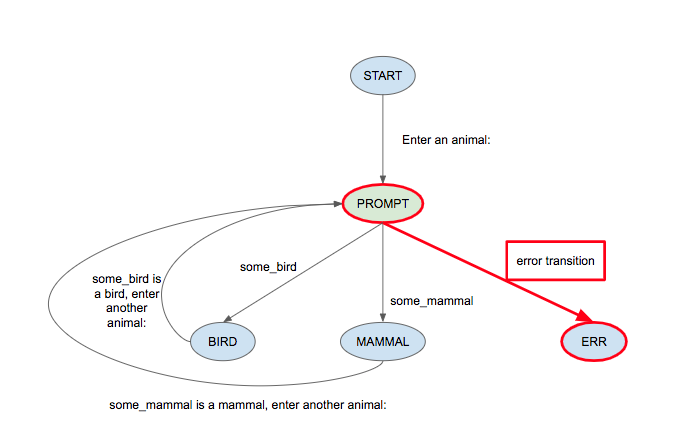 START
Enter an animal:
PROMPT
error transition
some_bird
some_bird is
a bird, enter
another
animal:
some_mammal
BIRD
MAMMAL
ERR
some_mammal is a mammal, enter another animal: